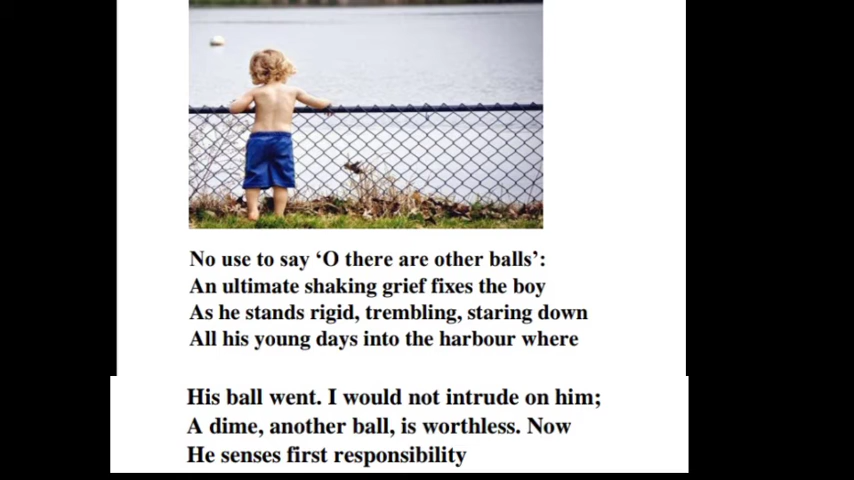 No use to say ‘O there are other balls’:
An ultimate shaking grief fixes the boy
As he stands rigid, trembling, staring down
All his young days into the harbour where
His ball went. I would not intrude on him;
A dime, another ball, is worthless. Now
He senses first responsibility